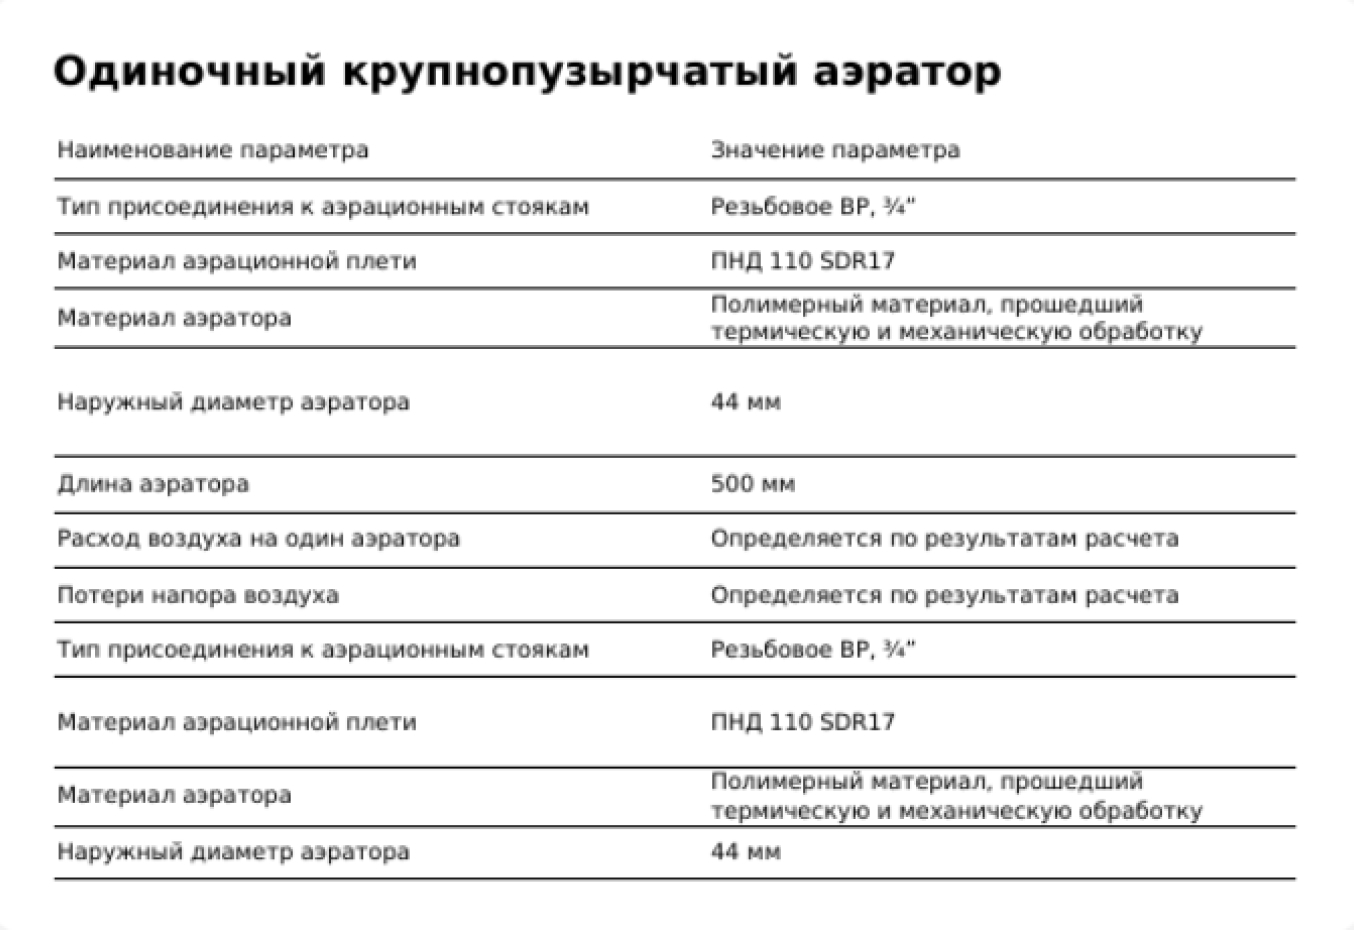 Одиночный крупнопузырчатый аэратор
Наименование параметра Значение параметра
Тип присоединения к аэрационным стоякам Резьбовое ВР, ¾”
Материал аэрационной плети ПНД 110 SDR17
Материал аэратора Полимерный материал, прошедший
термическую и механическую обработку
Наружный диаметр аэратора 44 мм
Длина аэратора 500 мм
Расход воздуха на один аэратора Определяется по результатам расчета
Потери напора воздуха Определяется по результатам расчета
Тип присоединения к аэрационным стоякам Резьбовое ВР, ¾”
Материал аэрационной плети ПНД 110 SDR17
Материал аэратора Полимерный материал, прошедший
термическую и механическую обработку
Наружный диаметр аэратора 44 мм